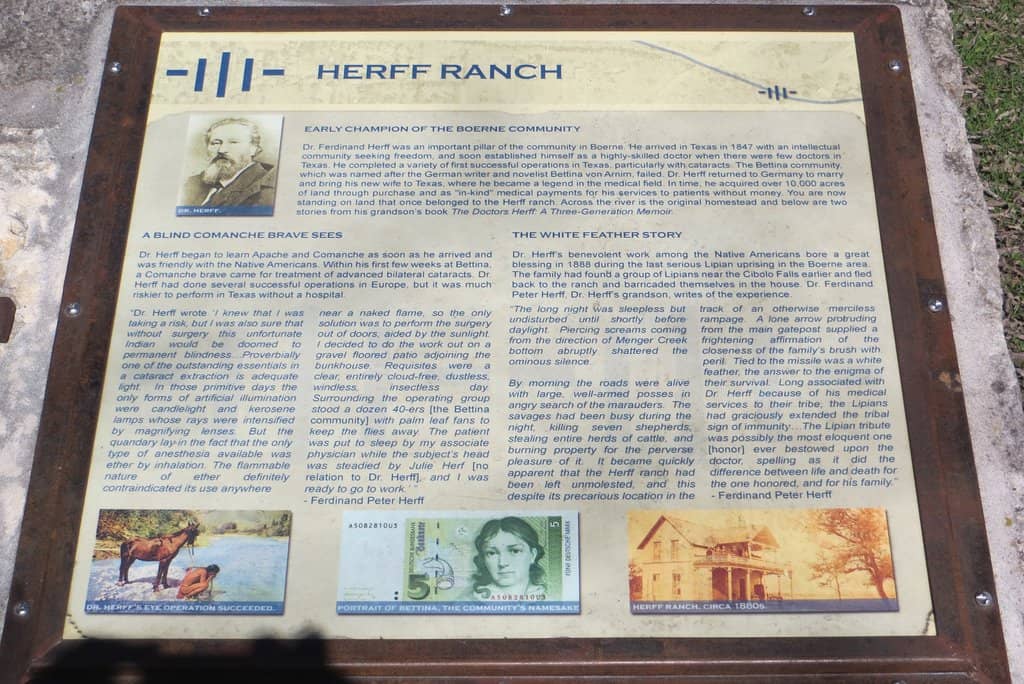 HERFF RANCH
EARLY CHAMPION OF THE BOERNE COMMUNITY
Dr. Ferdinand Herff was an important pillar of the community in Boerne. He arrived in Texas in 1847 with an intellectual
community seeking freedom, and soon established himself as a highly-skilled doctor when there were few doctors in
Texas. He completed a variety of first successful operations in Texas, particularly with cataracts. The Bettina community,
which was named after the German writer and novelist Bettina von Arnim, failed. Dr. Herff returned to Germany to marry
and bring his new wife to Texas, where he became a legend in the medical field. In time, he acquired over 10,000 acres
of land through purchase and as "in-kind" medical payments for his services to patients without money. You are now
standing on land that once belonged to the Herff ranch. Across the river is the original homestead and below are two
stories from his grandson's book The Doctors Herff: A Three-Generation Memoir.
DR. HERFF.
A BLIND COMANCHE BRAVE SEES
Dr. Herff began to learn Apache and Comanche as soon as he arrived and
was friendly with the Native Americans. Within his first few weeks at Bettina,
a Comanche brave came for treatment of advanced bilateral cataracts. Dr.
Herff had done several successful operations in Europe, but it was much
riskier to perform in Texas without a hospital.
"Dr. Herff wrote 'I knew that I was
taking a risk, but I was also sure that
without surgery this unfortunate
Indian would be doomed to
permanent blindness...Proverbially
one of the outstanding essentials in
a cataract extraction is adequate
light. In those primitive days the
only forms of artificial illumination
were candlelight and kerosene
lamps whose rays were intensified
by magnifying lenses. But the
quandary lay in the fact that the only
type of anesthesia available was
ether by inhalation. The flammable
nature of ether definitely
contraindicated its use anywhere
near a naked flame, so the only
solution was to perform the surgery
out of doors, aided by the sunlight.
I decided to do the work out on a
gravel floored patio adjoining the
bunkhouse. Requisites were a
clear, entirely cloud-free, dustless,
windless, insectless day.
Surrounding the operating group
stood a dozen 40-ers [the Bettina
community] with palm leaf fans to
keep the flies away. The patient
was put to sleep by my associate
physician while the subject's head
was steadied by Julie Herf [no
relation to Dr. Herff], and I was
ready to go to work.'"
- Ferdinand Peter Herff
THE WHITE FEATHER STORY
Dr. Herff's benevolent work among the Native Americans bore a great
blessing in 1888 during the last serious Lipian uprising in the Boerne area.
The family had found a group of Lipians near the Cibolo Falls earlier and fled
back to the ranch and barricaded themselves in the house. Dr. Ferdinand
Peter Herff, Dr. Herff's grandson, writes of the experience.
"The long night was sleepless but
undisturbed until shortly before
daylight. Piercing screams coming
from the direction of Menger Creek
bottom abruptly shattered the
ominous silence.
By morning the roads were alive
with large, well-armed posses in
angry search of the marauders. The
savages had been busy during the
night, killing seven shepherds,
stealing entire herds of cattle, and
burning property for the perverse
pleasure of it. It became quickly
apparent that the Herff ranch had
been left unmolested, and this
despite its precarious location in the
track of an otherwise merciless
rampage. A lone arrow protruding
from the main gatepost supplied a
frightening affirmation of the
closeness of the family's brush with
peril. Tied to the missile was a white
feather, the answer to the enigma of
their survival. Long associated with
Dr Herff because of his medical
services to their tribe, the Lipians
had graciously extended the tribal
sign of immunity...The Lipian tribute
was possibly the most eloquent one
[honor] ever bestowed upon the
doctor, spelling as it did the
difference between life and death for
the one honored, and for his family."
- Ferdinand Peter Herff
DR. HERFF'S EYE OPERATION SUCCEEDED.
A5082810U3
5
FÜNF DEUTSCHE MARK
5
A5082810U3
PORTRAIT OF BETTINA, THE COMMUNITY'S NAMESAKE
HERFF RANCH, CIRCA 1880s.